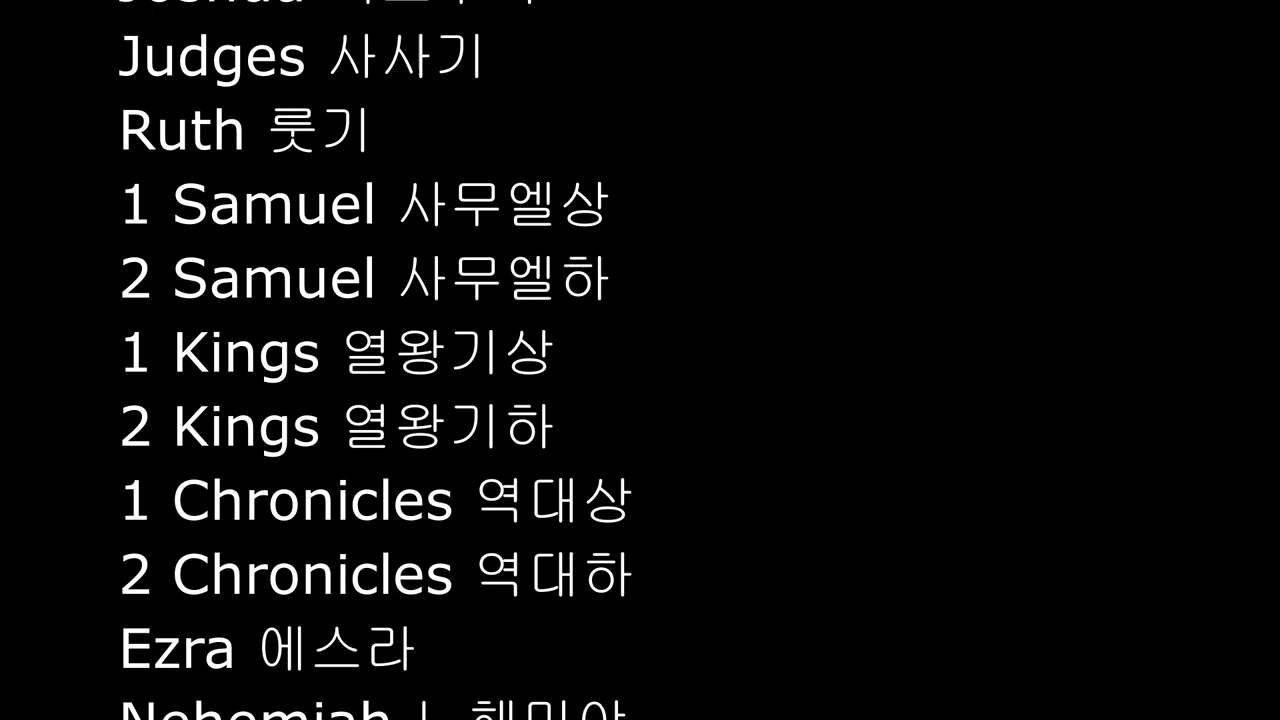 Judges 사사기
Ruth 룻기
1 Samuel 사무엘상
2 Samuel 사무엘하
1 Kings 열왕기상
2 Kings 열왕기하
1 Chronicles 역대상
2 Chronicles 역대하
Ezra 에스라
Nehemiah